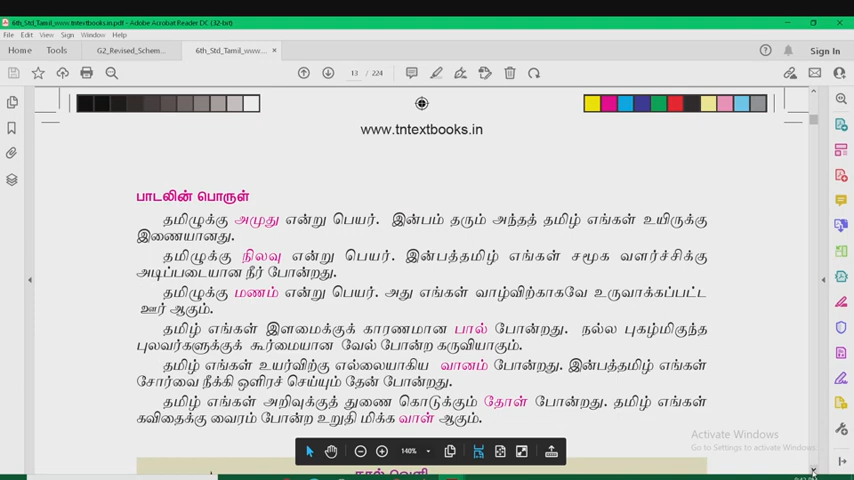 6th_Std_Tamil_www.tntextbooks.in.pdf - Adobe Acrobat Reader DC (32-bit)
File Edit View Sign Window Help
Home Tools G2_Revised_Schem... 6th_Std_Tamil_www... × Sign In
13 / 224
www.tntextbooks.in
பாடலின் பொருள்
தமிழுக்கு அமுது என்று பெயர். இன்பம் தரும் அந்தத் தமிழ் எங்கள் உயிருக்கு
இணையானது.
தமிழுக்கு நிலவு என்று பெயர். இன்பத்தமிழ் எங்கள் சமூக வளர்ச்சிக்கு
அடிப்படையான நீர் போன்றது.
தமிழுக்கு மணம் என்று பெயர். அது எங்கள் வாழ்விற்காகவே உருவாக்கப்பட்ட
ஊர் ஆகும்.
தமிழ் எங்கள் இளமைக்குக் காரணமான பால் போன்றது. நல்ல புகழ்மிகுந்த
புலவர்களுக்குக் கூர்மையான வேல் போன்ற கருவியாகும்.
தமிழ் எங்கள் உயர்விற்கு எல்லையாகிய வானம் போன்றது. இன்பத்தமிழ் எங்கள்
சோர்வை நீக்கி ஒளிரச் செய்யும் தேன் போன்றது.
தமிழ் எங்கள் அறிவுக்குத் துணை கொடுக்கும் தோள் போன்றது. தமிழ் எங்கள்
கவிதைக்கு வைரம் போன்ற உறுதி மிக்க வாள் ஆகும்.
Activate Windows
Go to Settings to activate Windows.
140%